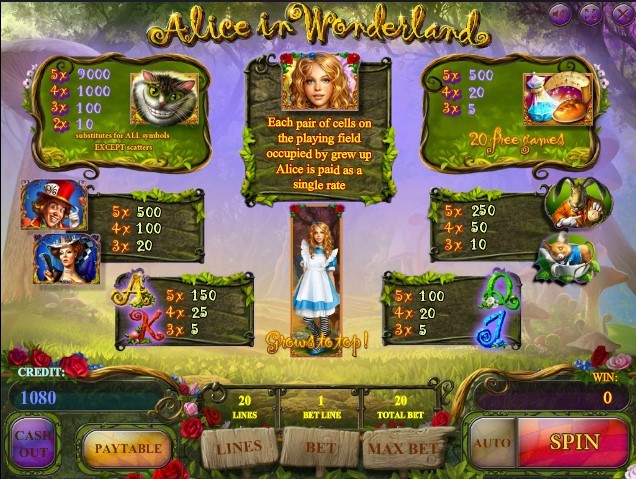 Alice in Wonderland
5x 9000
4x 1000
3x 100
2x 10
substitutes for ALL symbols
EXCEPT scatters
Each pair of cells on
the playing field
occupied by grew up
Alice is paid as a
single rate
5x 500
4x 20
3x 5
20 free games
10/6
5x 500
4x 100
3x 20
5x 250
4x 50
3x 10
A
K
5x 150
4x 25
3x 5
Grows to top!
5x 100
4x 20
3x 5
Q
J
CREDIT:
1080
20
LINES
1
BET LINE
20
TOTAL BET
WIN:
0
CASH
OUT
PAYTABLE
LINES
BET
MAX BET
AUTO
SPIN